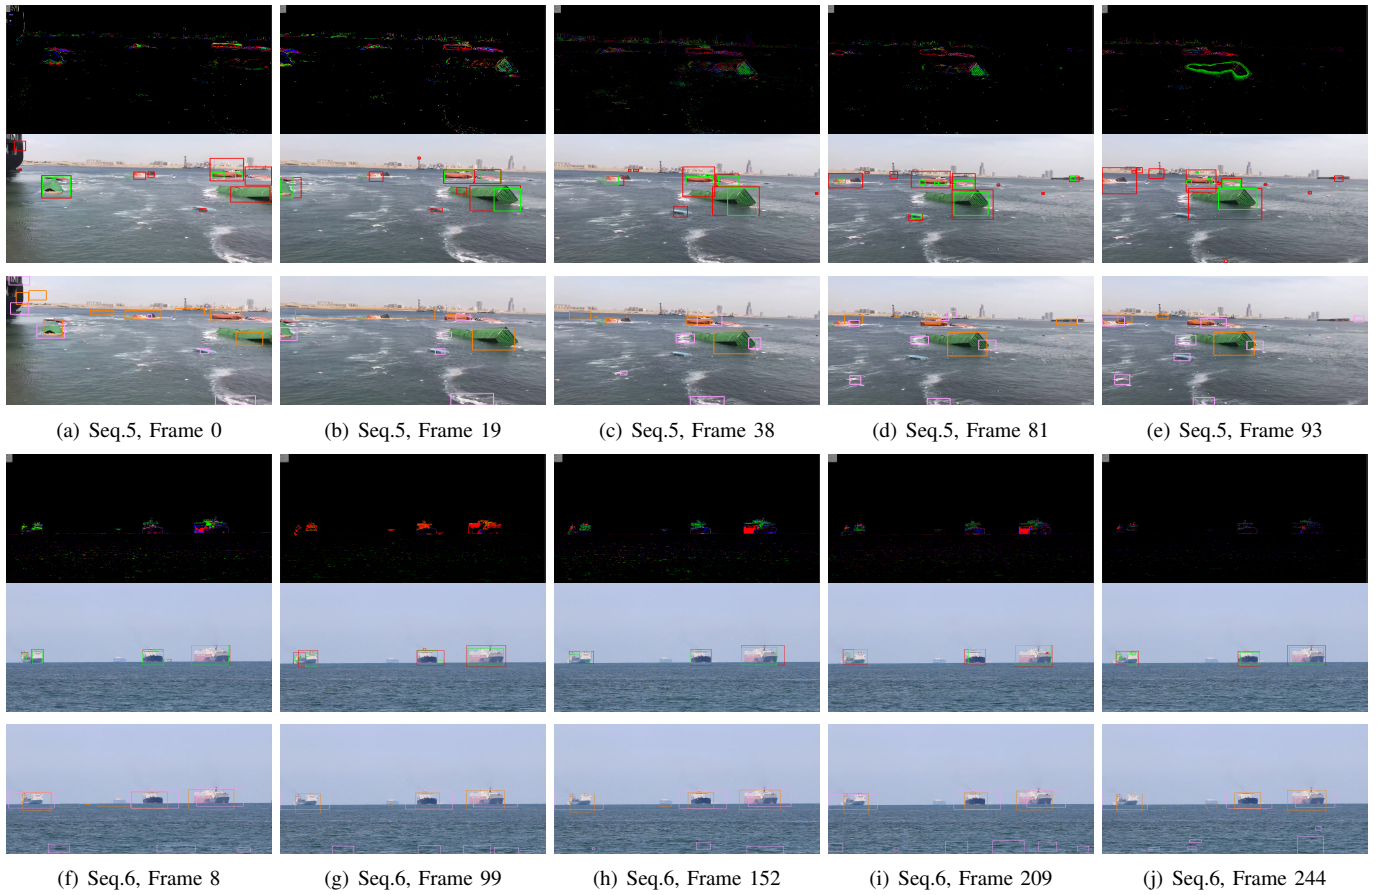 (a) Seq.5, Frame 0
(b) Seq.5, Frame 19
(c) Seq.5, Frame 38
(d) Seq.5, Frame 81
(e) Seq.5, Frame 93
(f) Seq.6, Frame 8
(g) Seq.6, Frame 99
(h) Seq.6, Frame 152
(i) Seq.6, Frame 209
(j) Seq.6, Frame 244